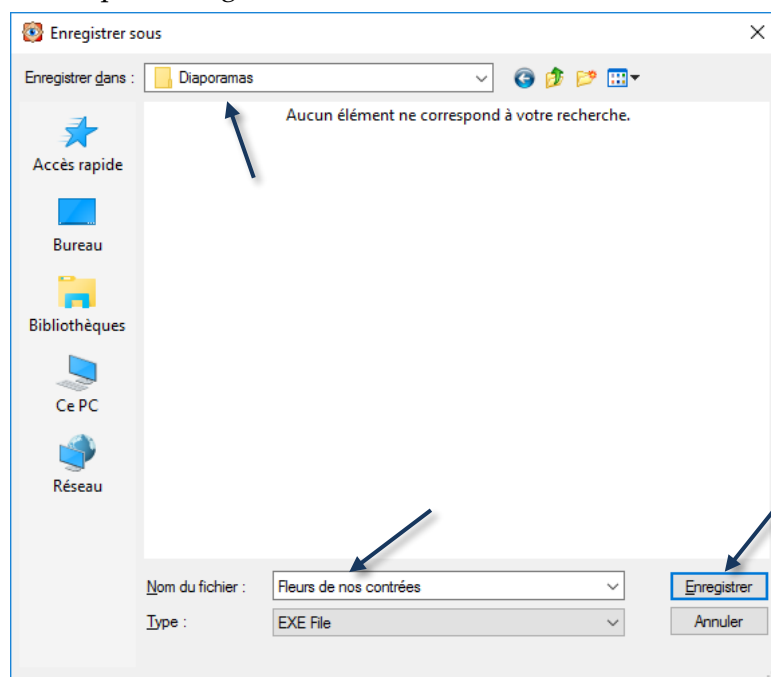 Enregistrer sous
Enregistrer dans : Diaporamas
Aucun élément ne correspond à votre recherche.
Accès rapide
Bureau
Bibliothèques
Ce PC
Réseau
Nom du fichier : Fleurs de nos contrées Enregistrer
Type : EXE File Annuler